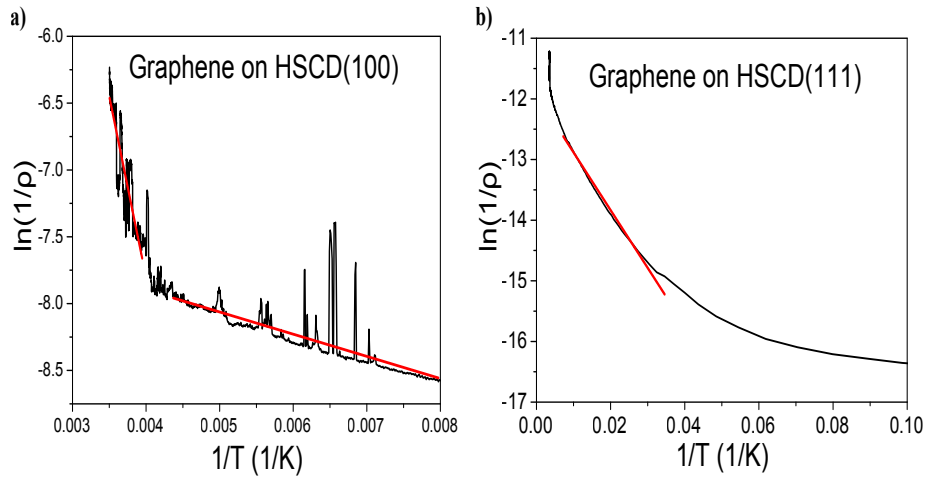 a)
Graphene on HSCD(100)
ln(1/ρ)
-6.0
-6.5
-7.0
-7.5
-8.0
-8.5
0.003 0.004 0.005 0.006 0.007 0.008
1/T (1/K)
b)
Graphene on HSCD(111)
ln(1/ρ)
-11
-12
-13
-14
-15
-16
-17
0.00 0.02 0.04 0.06 0.08 0.10
1/T (1/K)